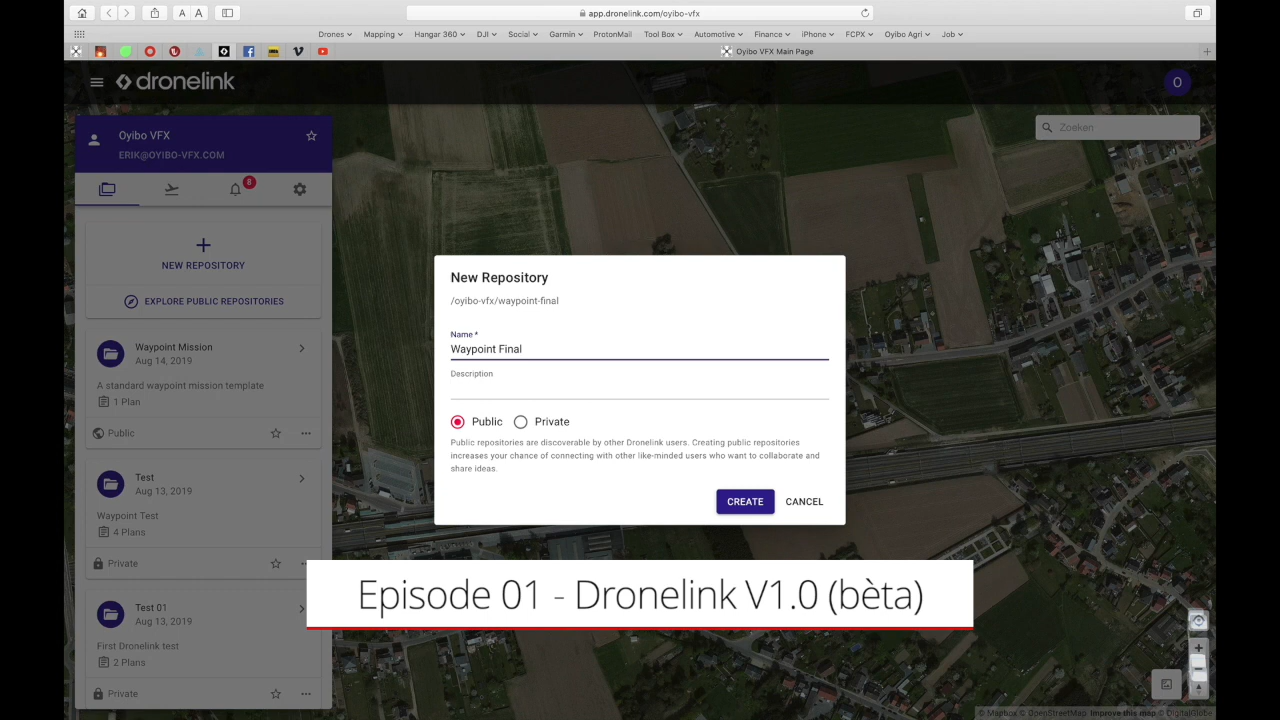 A A
app.dronelink.com/oyibo-vfx
Drones Mapping Hangar 360 DJI Social Garmin ProtonMail Tool Box Automotive Finance iPhone FCPX Oyibo Agri Job
Oyibo VFX Main Page
dronelink
O
Oyibo VFX
ERIK@OYIBO-VFX.COM
Zoeken
8
NEW REPOSITORY
EXPLORE PUBLIC REPOSITORIES
Waypoint Mission
Aug 14, 2019
A standard waypoint mission template
1 Plan
Public
Test
Aug 13, 2019
Waypoint Test
4 Plans
Private
Test 01
Aug 13, 2019
First Dronelink test
2 Plans
Private
New Repository
/oyibo-vfx/waypoint-final
Name *
Waypoint Final
Description
Public Private
Public repositories are discoverable by other Dronelink users. Creating public repositories
increases your chance of connecting with other like-minded users who want to collaborate and
share ideas.
CREATE CANCEL
Episode 01 - Dronelink V1.0 (bèta)
© Mapbox © OpenStreetMap Improve this map © DigitalGlobe